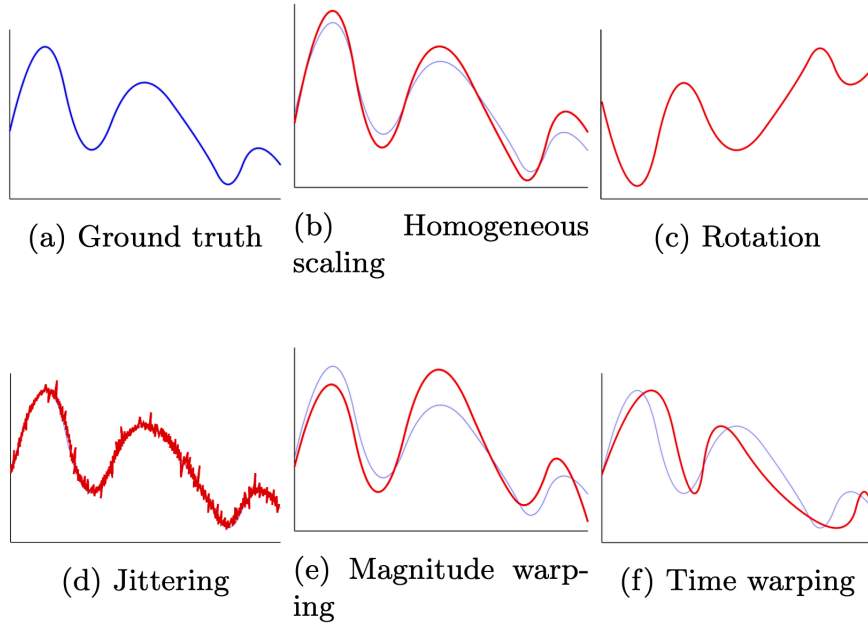 (a) Ground truth
(b) Homogeneous
scaling
(c) Rotation
(d) Jittering
(e) Magnitude warp-
ing
(f) Time warping